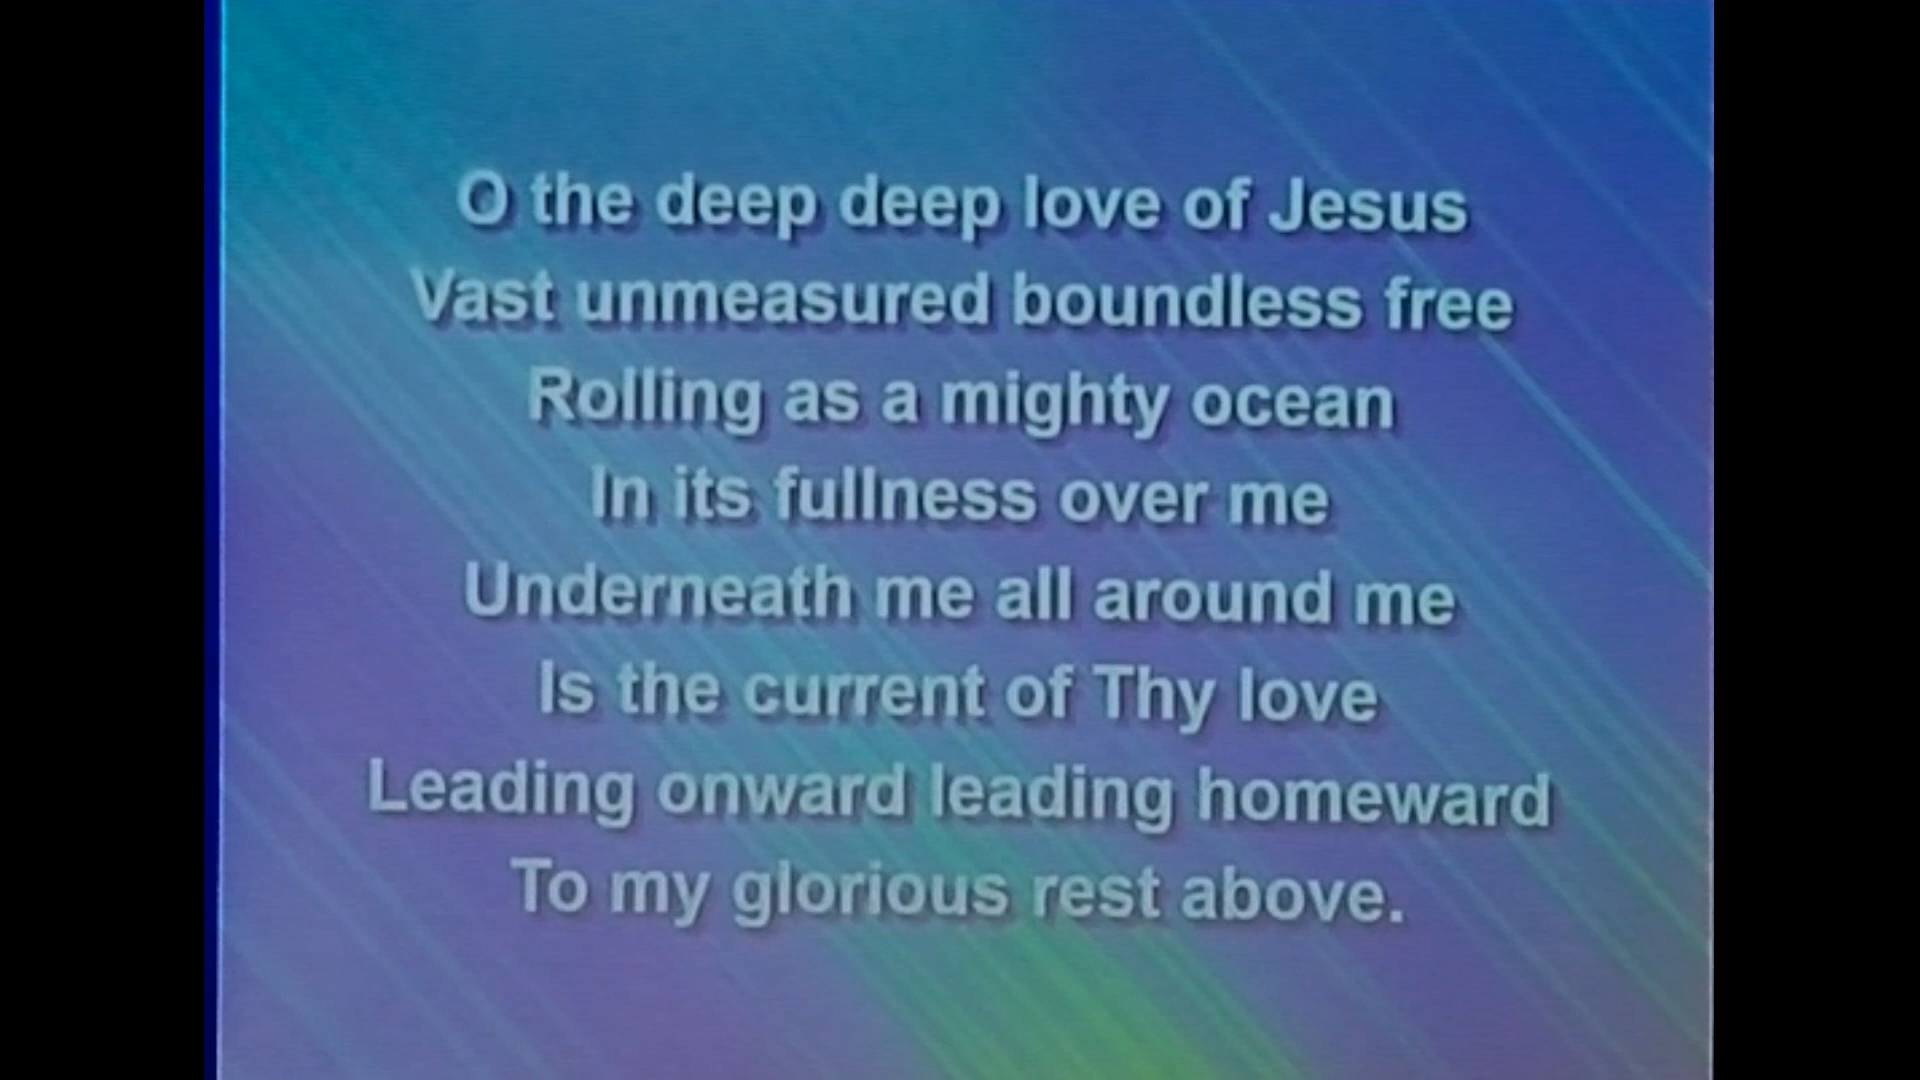 O the deep deep love of Jesus
Vast unmeasured boundless free
Rolling as a mighty ocean
In its fullness over me
Underneath me all around me
Is the current of Thy love
Leading onward leading homeward
To my glorious rest above.